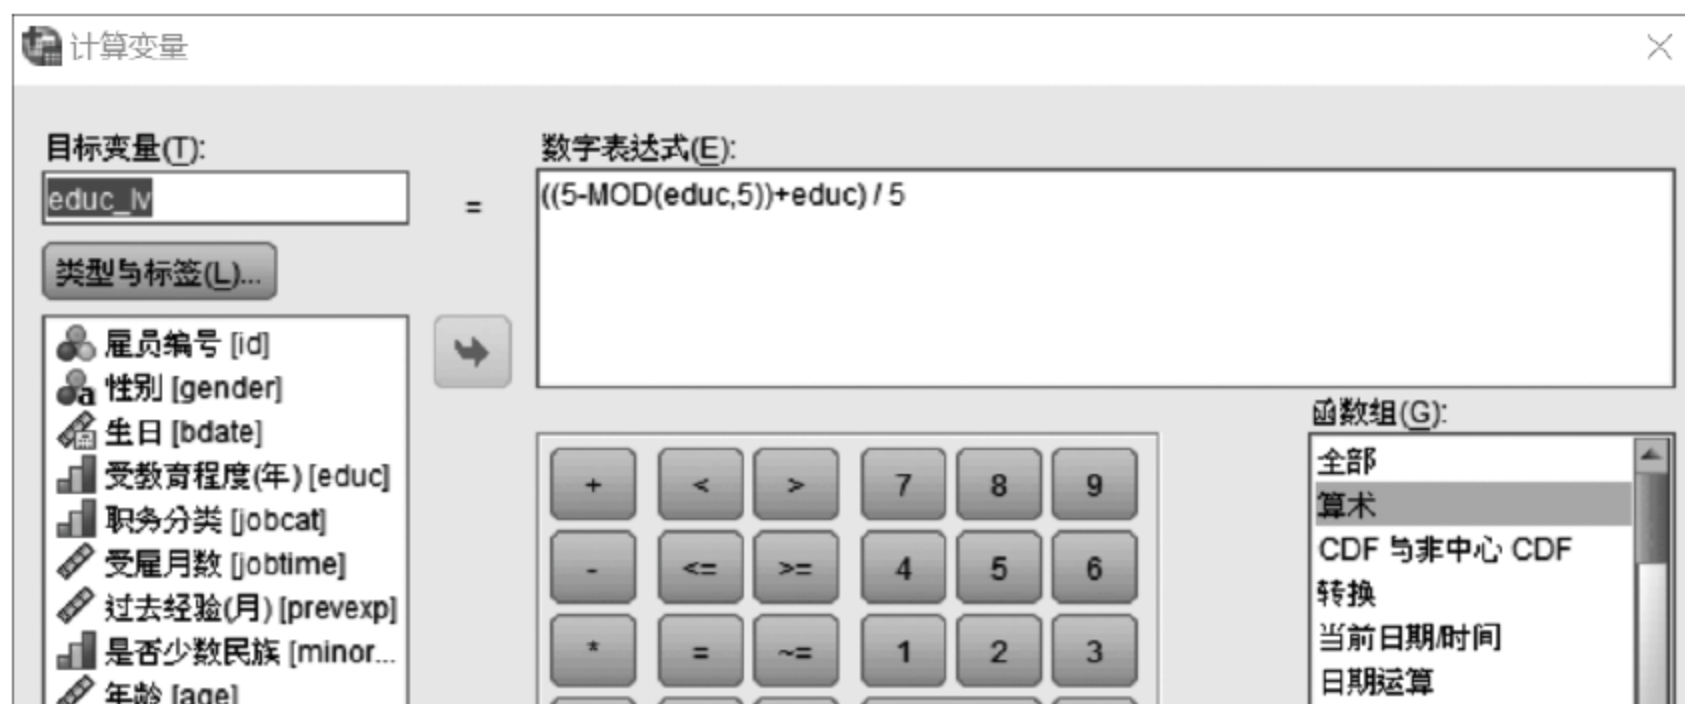 计算变量
目标变量(T):
educ_lv
=
数字表达式(E):
((5-MOD(educ,5))+educ) / 5
类型与标签(L)...
雇员编号 [id]
性别 [gender]
生日 [bdate]
受教育程度(年) [educ]
职务分类 [jobcat]
受雇月数 [jobtime]
过去经验(月) [prevexp]
是否少数民族 [minor...
年龄 [age]
+ < > 7 8 9
- <= >= 4 5 6
* = ~= 1 2 3
函数组(G):
全部
算术
CDF 与非中心 CDF
转换
当前日期/时间
日期运算